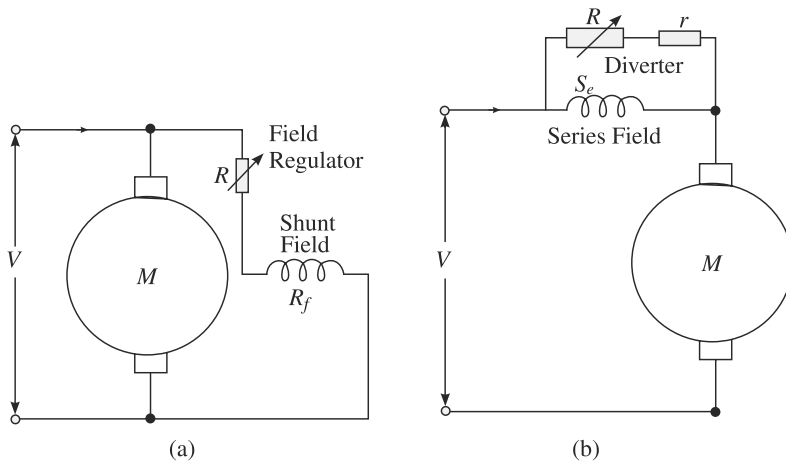 Field
Regulator
R
Shunt
Field
R_f
V
M
(a)
R
r
Diverter
S_e
Series Field
V
M
(b)